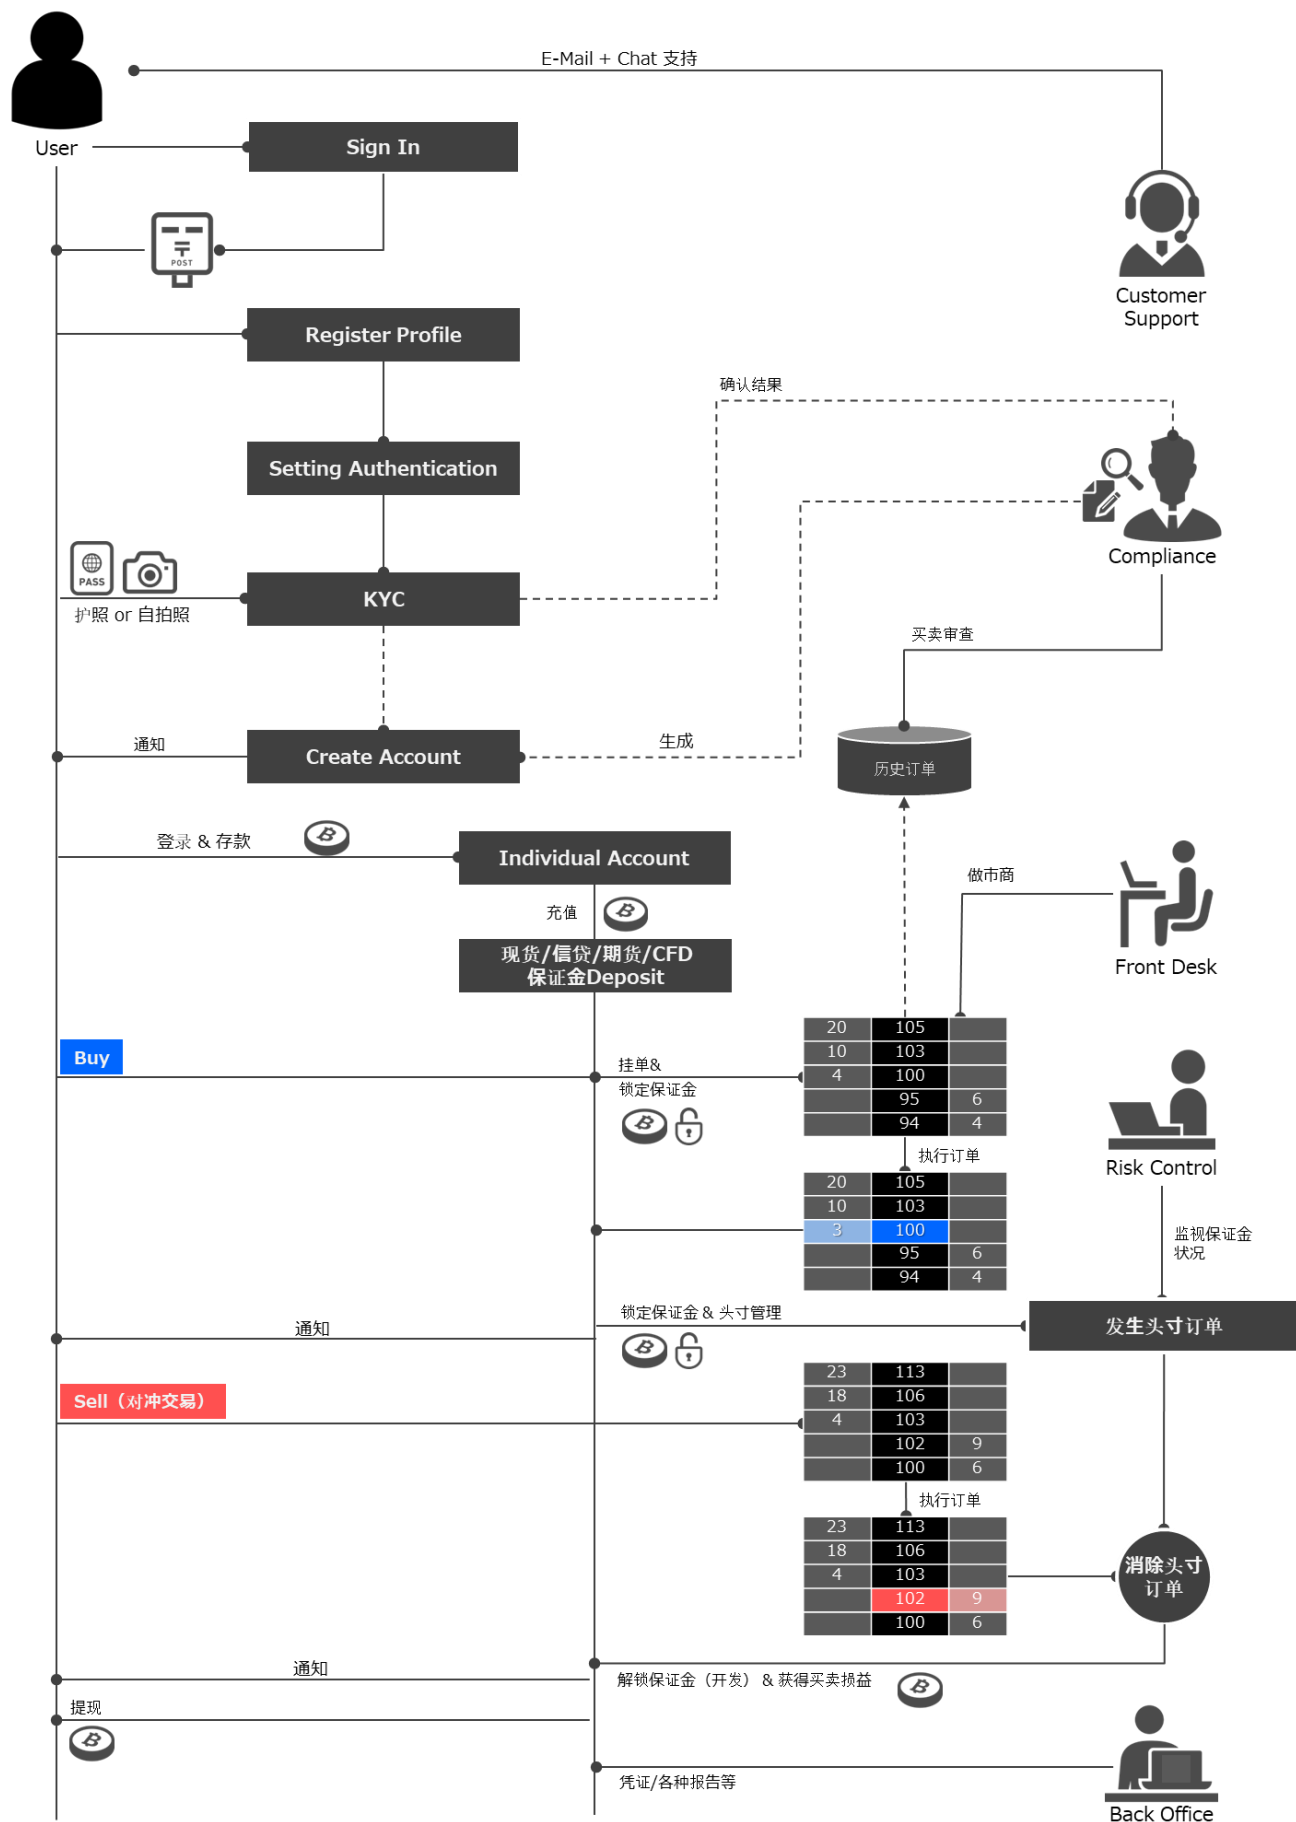 E-Mail + Chat 支持
User
Sign In
POST
Customer
Support
Register Profile
确认结果
Setting Authentication
Compliance
PASS
护照 or 自拍照
KYC
买卖审查
通知
Create Account
生成
历史订单
登录 & 存款
Individual Account
充值
做市商
现货/信贷/期货/CFD
保证金Deposit
Front Desk
20 105
Buy
10 103
挂单&
4 100
锁定保证金
95 6
94 4
执行订单
Risk Control
20 105
10 103
3 100
监视保证金
状况
95 6
94 4
锁定保证金 & 头寸管理
通知
发生头寸订单
23 113
Sell（对冲交易）
18 106
4 103
102 9
100 6
执行订单
23 113
18 106
4 103
消除头寸
订单
102 9
100 6
通知
解锁保证金（开发） & 获得买卖损益
提现
凭证/各种报告等
Back Office